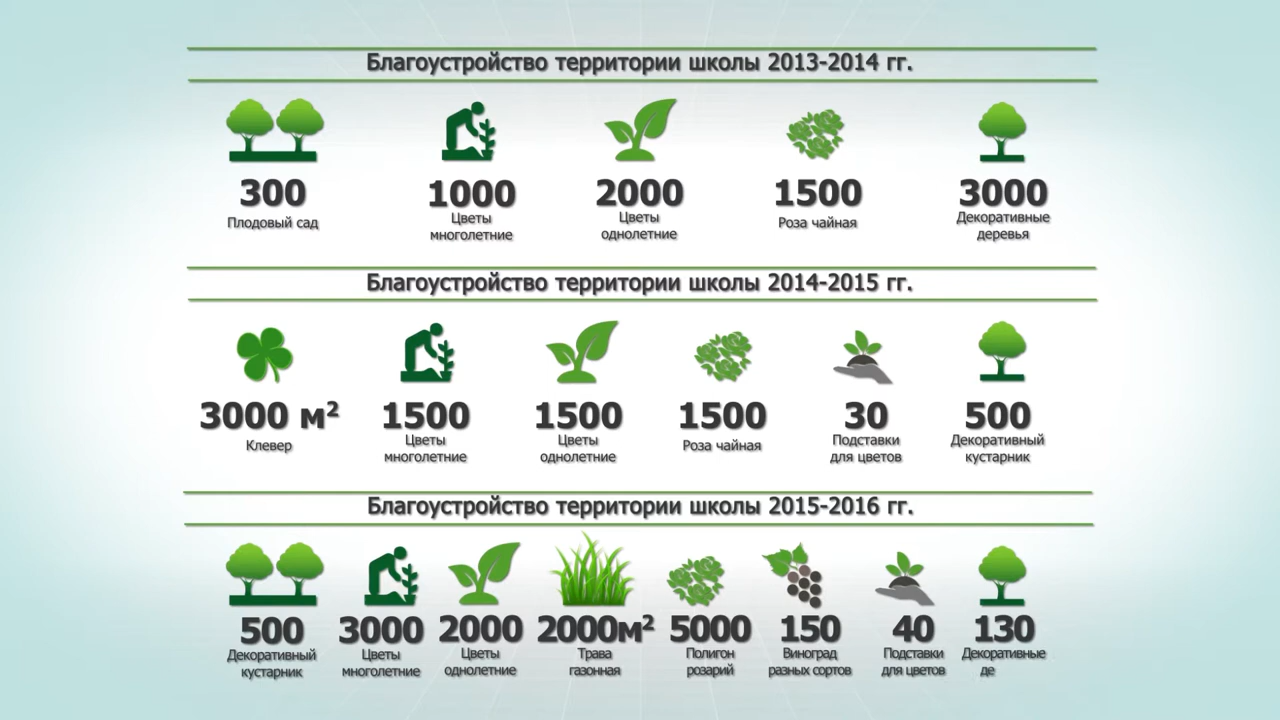 Благоустройство территории школы 2013-2014 гг.
300
Плодовый сад
1000
Цветы
многолетние
2000
Цветы
однолетние
1500
Роза чайная
3000
Декоративные
деревья
Благоустройство территории школы 2014-2015 гг.
3000 м²
Клевер
1500
Цветы
многолетние
1500
Цветы
однолетние
1500
Роза чайная
30
Подставки
для цветов
500
Декоративный
кустарник
Благоустройство территории школы 2015-2016 гг.
500
Декоративный
кустарник
3000
Цветы
многолетние
2000
Цветы
однолетние
2000м²
Трава
газонная
5000
Полигон
розарий
150
Виноград
разных сортов
40
Подставки
для цветов
130
Декоративные
де